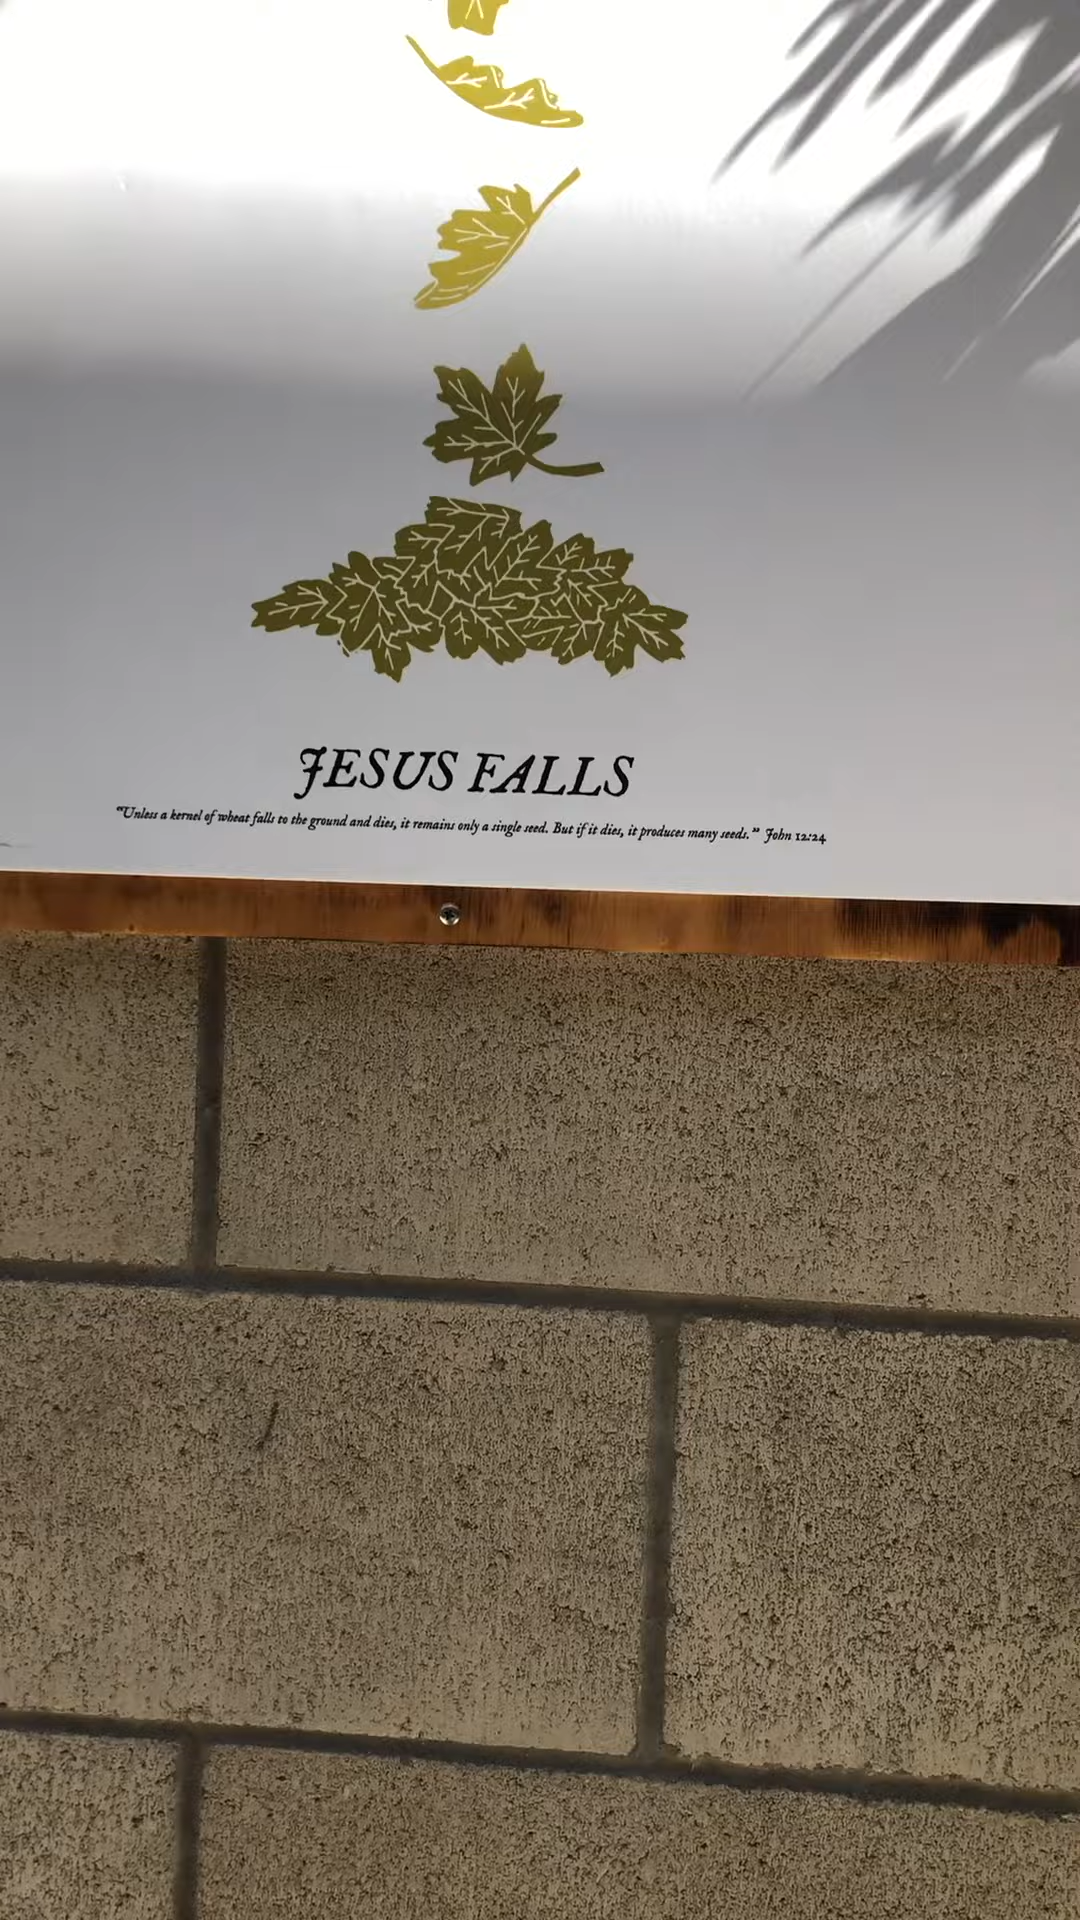 JESUS FALLS
"Unless a kernel of wheat falls to the ground and dies, it remains only a single seed. But if it dies, it produces many seeds." John 12:24